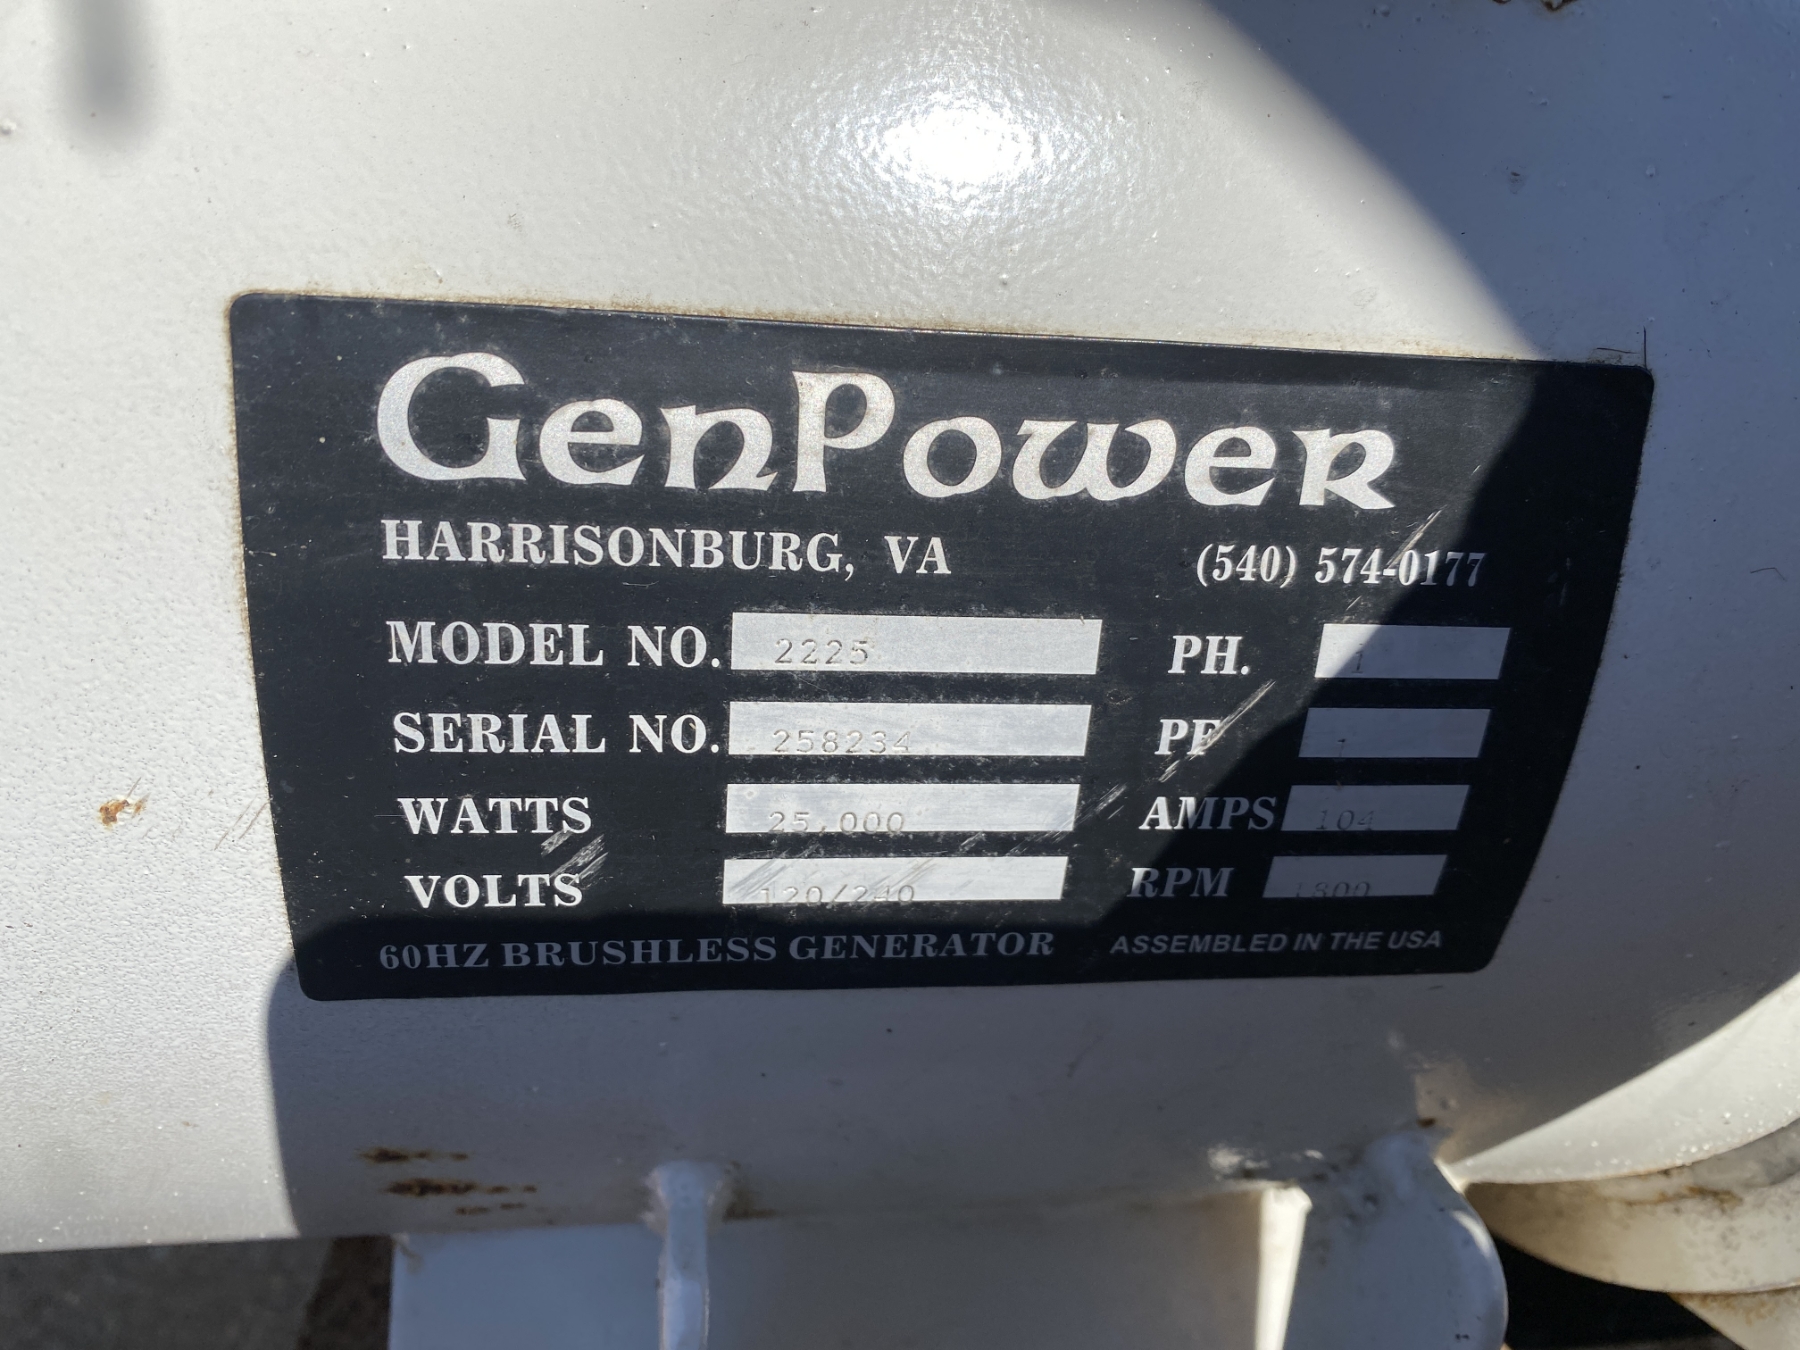 GenPower
HARRISONBURG, VA (540) 574-0177
MODEL NO. 2225 PH. 1
SERIAL NO. 258234 PF 1
WATTS 25,000 AMPS 104
VOLTS 120/240 RPM 1800
60HZ BRUSHLESS GENERATOR ASSEMBLED IN THE USA